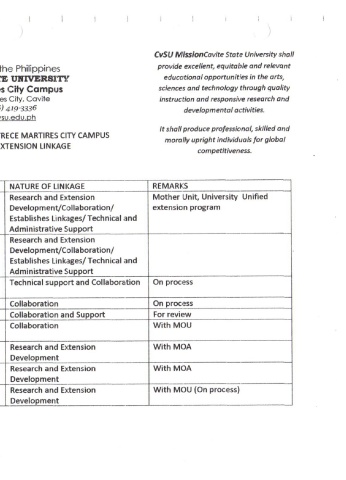 the Philippines
TE UNIVERSITY
s City Campus
es City, Cavite
) 419-3336
su.edu.ph
TRECE MARTIRES CITY CAMPUS
XTENSION LINKAGE
CvSU MissionCavite State University shall
provide excellent, equitable and relevant
educational opportunities in the arts,
sciences and technology through quality
instruction and responsive research and
developmental activities.
It shall produce professional, skilled and
morally upright individuals for global
competitiveness.
NATURE OF LINKAGE
REMARKS
Research and Extension
Development/Collaboration/
Establishes Linkages/ Technical and
Administrative Support
Mother Unit, University Unified
extension program
Research and Extension
Development/Collaboration/
Establishes Linkages/ Technical and
Administrative Support
Technical support and Collaboration
On process
Collaboration
On process
Collaboration and Support
For review
Collaboration
With MOU
Research and Extension
Development
With MOA
Research and Extension
Development
With MOA
Research and Extension
Development
With MOU (On process)